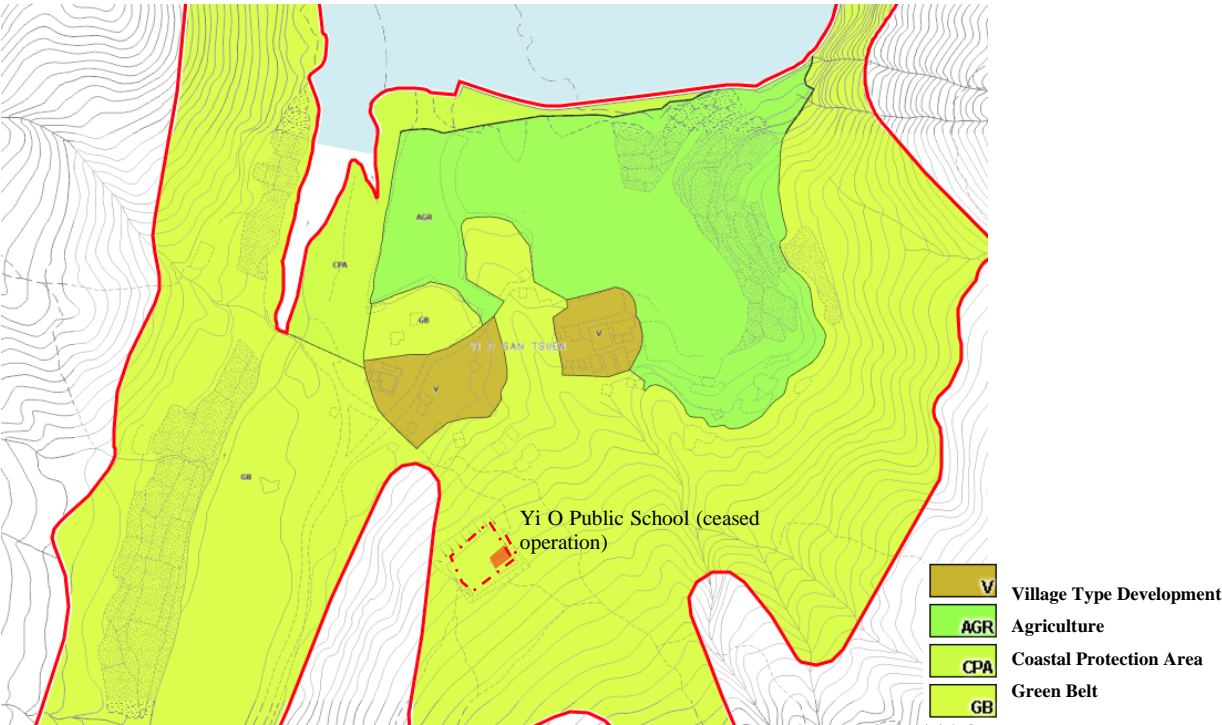 AGR
CPA
GB
V
YI O SAN TSUEN
V
GB
Yi O Public School (ceased
operation)
V Village Type Development
AGR Agriculture
CPA Coastal Protection Area
GB Green Belt